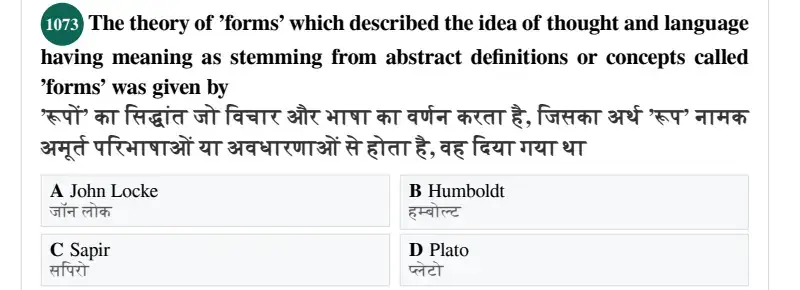 1073 The theory of ’forms’ which described the idea of thought and language
having meaning as stemming from abstract definitions or concepts called
’forms’ was given by
’रूपों’ का सिद्धांत जो विचार और भाषा का वर्णन करता है, जिसका अर्थ ’रूप’ नामक
अमूर्त परिभाषाओं या अवधारणाओं से होता है, वह दिया गया था
A John Locke
जॉन लोक
B Humboldt
हम्बोल्ट
C Sapir
सपिरो
D Plato
प्लेटो